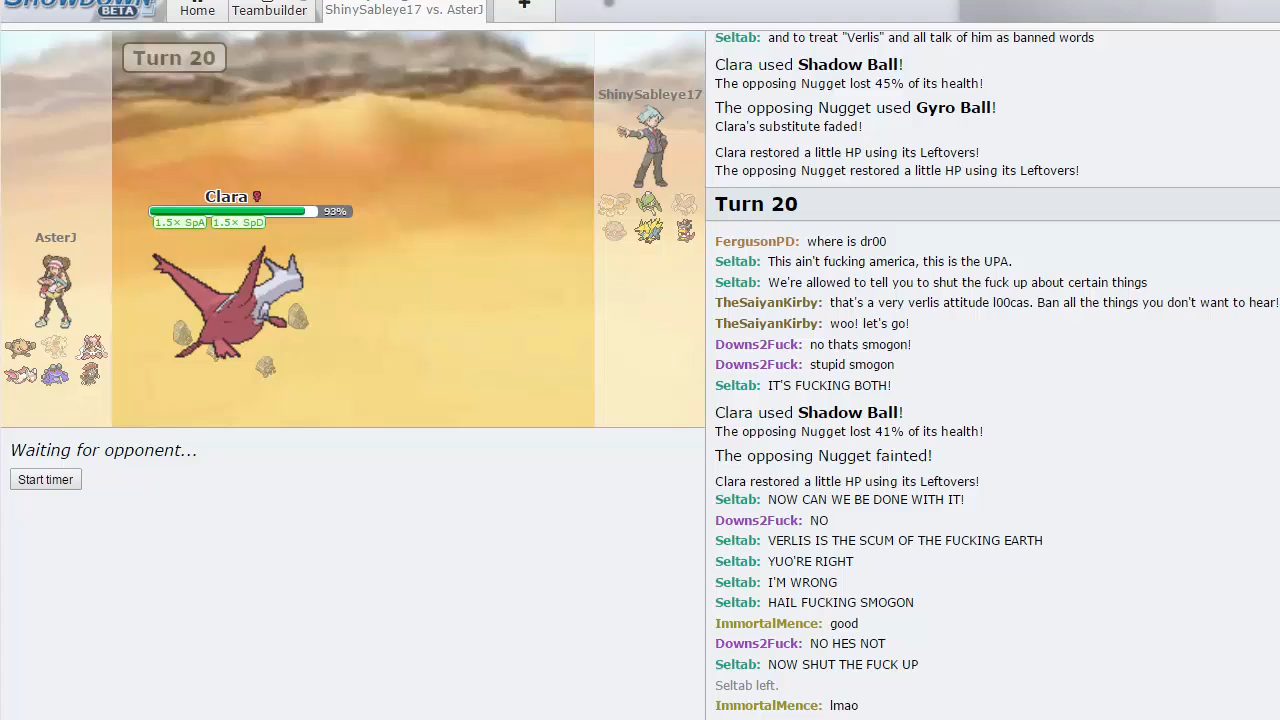 SHOWDOWN
BETA
Home
Teambuilder
ShinySableye17 vs. AsterJ
+
Turn 20
ShinySableye17
Clara
93%
1.5× SpA 1.5× SpD
AsterJ
Waiting for opponent...
Start timer
Seltab: and to treat "Verlis" and all talk of him as banned words
Clara used Shadow Ball!
The opposing Nugget lost 45% of its health!
The opposing Nugget used Gyro Ball!
Clara's substitute faded!
Clara restored a little HP using its Leftovers!
The opposing Nugget restored a little HP using its Leftovers!
Turn 20
FergusonPD: where is dr00
Seltab: This ain't fucking america, this is the UPA.
Seltab: We're allowed to tell you to shut the fuck up about certain things
TheSaiyanKirby: that's a very verlis attitude l00cas. Ban all the things you don't want to hear!
TheSaiyanKirby: woo! let's go!
Downs2Fuck: no thats smogon!
Downs2Fuck: stupid smogon
Seltab: IT'S FUCKING BOTH!
Clara used Shadow Ball!
The opposing Nugget lost 41% of its health!
The opposing Nugget fainted!
Clara restored a little HP using its Leftovers!
Seltab: NOW CAN WE BE DONE WITH IT!
Downs2Fuck: NO
Seltab: VERLIS IS THE SCUM OF THE FUCKING EARTH
Seltab: YUO'RE RIGHT
Seltab: I'M WRONG
Seltab: HAIL FUCKING SMOGON
ImmortalMence: good
Downs2Fuck: NO HES NOT
Seltab: NOW SHUT THE FUCK UP
Seltab left.
ImmortalMence: lmao